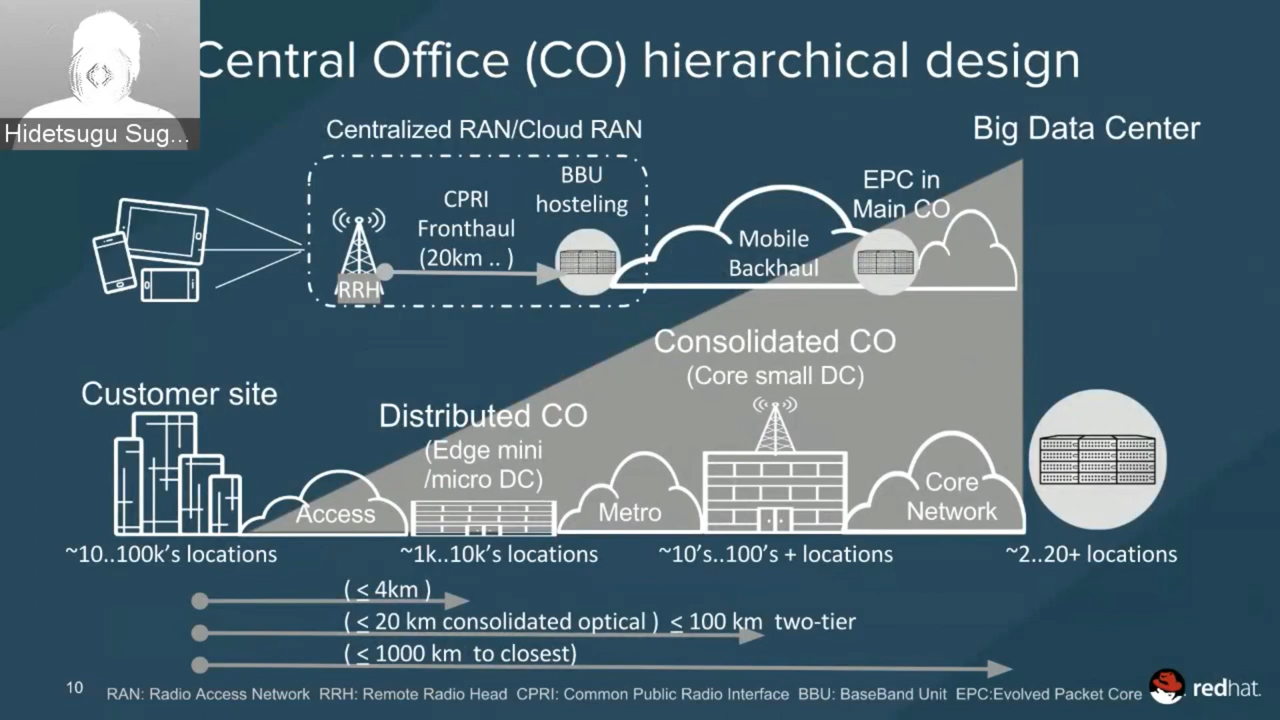 Central Office (CO) hierarchical design
Hidetsugu Sug...
Centralized RAN/Cloud RAN
Big Data Center
CPRI
Fronthaul
(20km .. )
BBU
hosteling
RRH
Mobile
Backhaul
EPC in
Main CO
Customer site
Distributed CO
(Edge mini
/micro DC)
Consolidated CO
(Core small DC)
Access
Metro
Core
Network
~10..100k's locations
~1k..10k's locations
~10's..100's + locations
~2..20+ locations
( ≤ 4km )
( ≤ 20 km consolidated optical ) ≤ 100 km two-tier
( ≤ 1000 km to closest)
10
RAN: Radio Access Network RRH: Remote Radio Head CPRI: Common Public Radio Interface BBU: BaseBand Unit EPC:Evolved Packet Core
redhat.